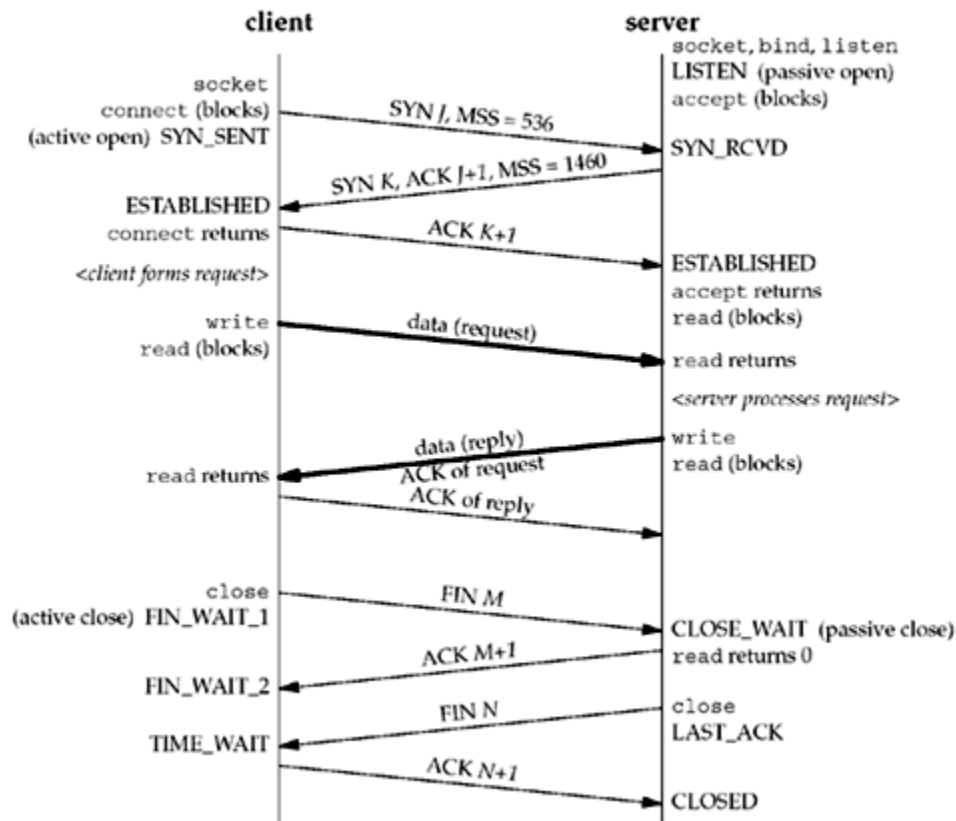 client
server
socket, bind, listen
LISTEN (passive open)
accept (blocks)
socket
connect (blocks)
(active open) SYN_SENT
SYN J, MSS = 536
SYN_RCVD
SYN K, ACK J+1, MSS = 1460
ESTABLISHED
connect returns
ACK K+1
<client forms request>
ESTABLISHED
accept returns
read (blocks)
write
read (blocks)
data (request)
read returns
<server processes request>
write
read (blocks)
data (reply)
ACK of request
read returns
ACK of reply
close
(active close) FIN_WAIT_1
FIN M
CLOSE_WAIT (passive close)
read returns 0
ACK M+1
FIN_WAIT_2
close
LAST_ACK
FIN N
TIME_WAIT
ACK N+1
CLOSED